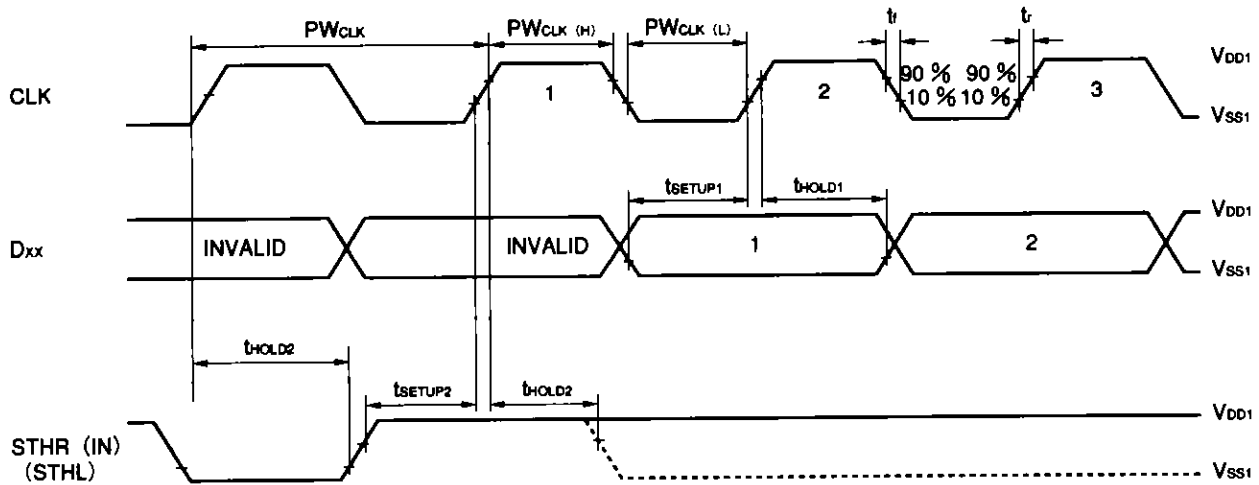 PWCLK PWCLK (H) PWCLK (L) tf tr
VDD1
90 % 90 %
CLK 1 2 10 % 10 % 3
VSS1
tSETUP1 tHOLD1
VDD1
Dxx INVALID INVALID 1 2
VSS1
tHOLD2
tSETUP2 tHOLD2
VDD1
STHR (IN)
(STHL)
VSS1